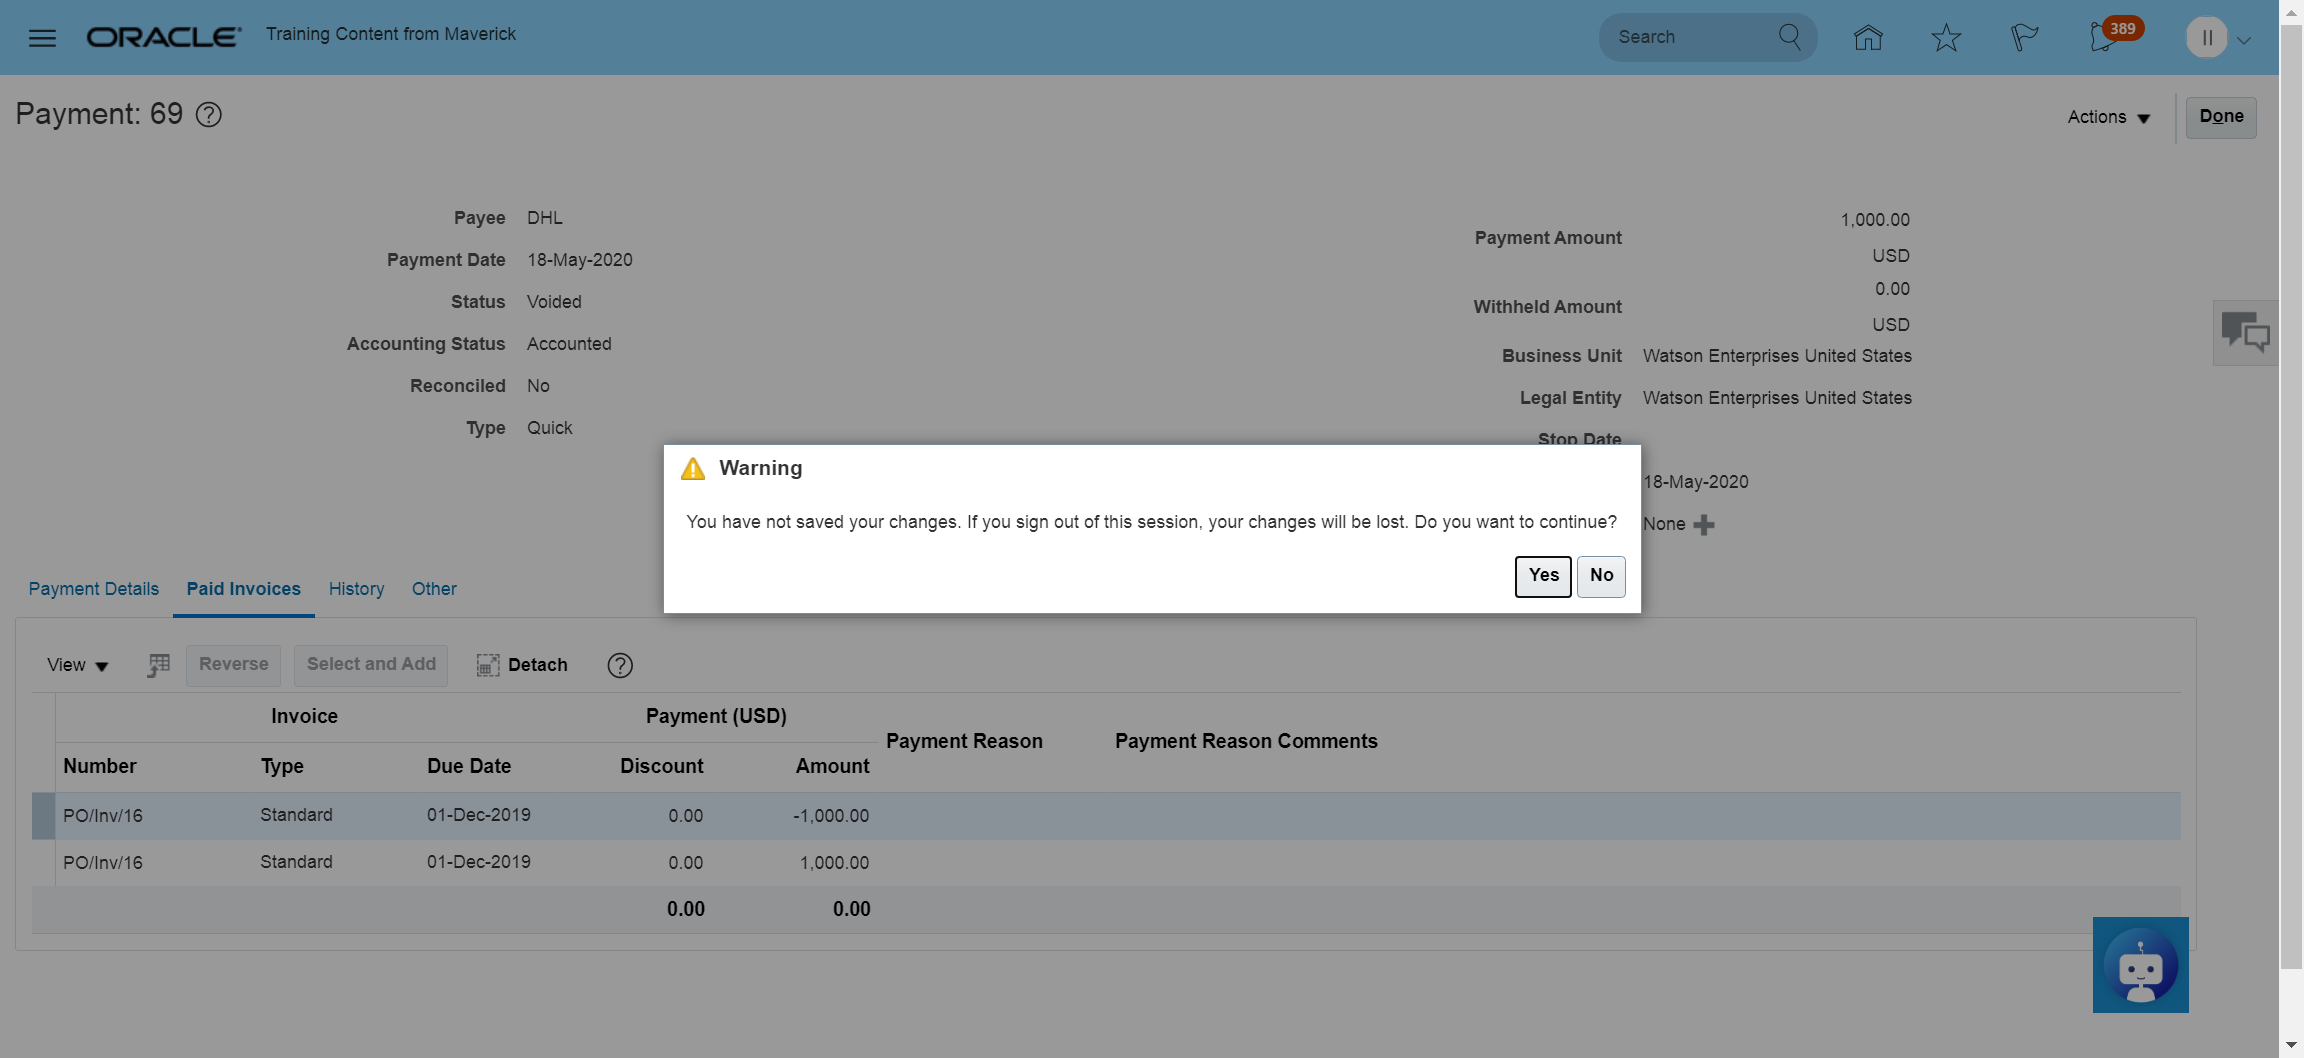 ORACLE
Training Content from Maverick
Search
389
II
Payment: 69
Actions
Done
Payee DHL
Payment Date 18-May-2020
Status Voided
Accounting Status Accounted
Reconciled No
Type Quick
Payment Amount 1,000.00
USD
Withheld Amount 0.00
USD
Business Unit Watson Enterprises United States
Legal Entity Watson Enterprises United States
Stop Date
18-May-2020
None
Warning
You have not saved your changes. If you sign out of this session, your changes will be lost. Do you want to continue?
Yes No
Payment Details Paid Invoices History Other
View Reverse Select and Add Detach
Invoice Payment (USD) Payment Reason Payment Reason Comments
Number Type Due Date Discount Amount
PO/Inv/16 Standard 01-Dec-2019 0.00 -1,000.00
PO/Inv/16 Standard 01-Dec-2019 0.00 1,000.00
0.00 0.00